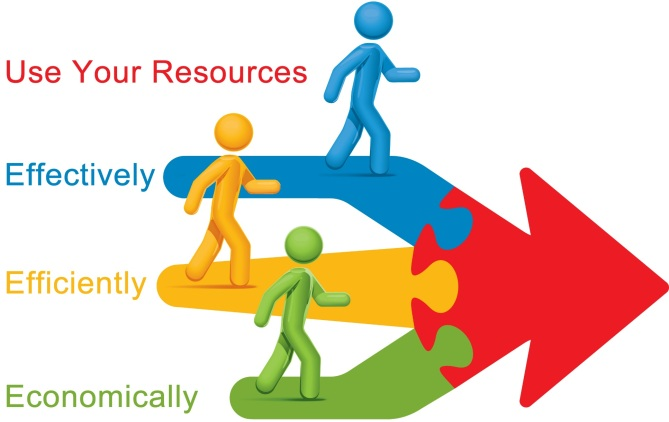 Use Your Resources
Effectively
Efficiently
Economically